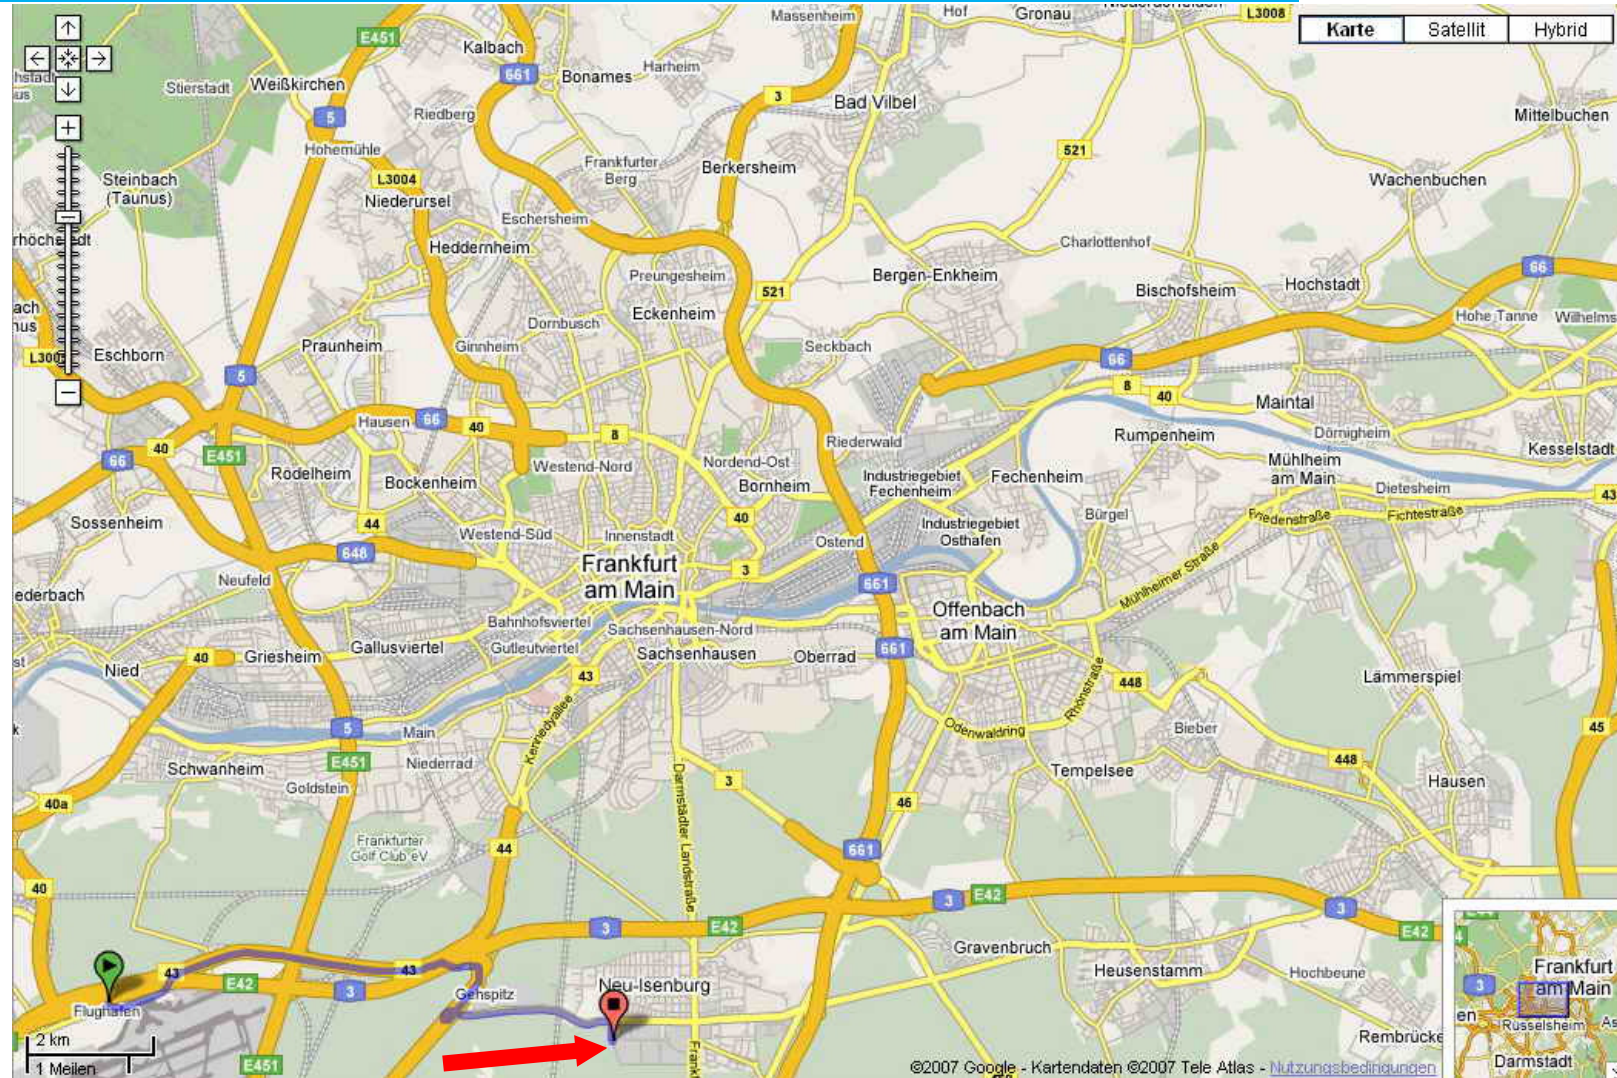 Massenheim
Hof
Gronau
L3008
Karte
Satellit
Hybrid
E451
Kalbach
Harheim
Bonames
661
Stierstadt
Weißkirchen
Riedberg
3
Bad Vilbel
Mittelbuchen
5
Hohemühle
521
Frankfurter
Berg
Berkersheim
Steinbach
(Taunus)
L3004
Niederursel
Wachenbuchen
Eschersheim
Heddernheim
Charlottenhof
Preungesheim
Bergen-Enkheim
66
521
Bischofsheim
Hochstadt
Eckenheim
Dornbusch
Hohe Tanne
Wilhelms
Eschborn
Praunheim
Ginnheim
Seckbach
66
5
8
40
Maintal
Hausen
66
40
8
Riederwald
Rumpenheim
Dörnigheim
40
E451
66
Rödelheim
Bockenheim
Westend-Nord
Nordend-Ost
Bornheim
Industriegebiet
Fechenheim
Fechenheim
Mühlheim
am Main
Kesselstadt
Dietesheim
43
Sossenheim
44
40
Bürgel
Friedenstraße
Fichtestraße
Westend-Süd
Innenstadt
Ostend
Industriegebiet
Osthafen
648
Frankfurt
am Main
3
661
Mühlheimer Straße
Neufeld
ederbach
Offenbach
am Main
Bahnhofsviertel
Sachsenhausen-Nord
Gallusviertel
Gutleutviertel
Sachsenhausen
Oberrad
661
40
Griesheim
Nied
43
448
Rhönstraße
Lämmerspiel
5
Main
Kennedyallee
Odenwaldring
Bieber
45
E451
Schwanheim
Niederrad
Goldstein
Tempelsee
448
Hausen
3
Darmstädter Landstraße
40a
46
Frankfurter
Golf Club eV
44
661
40
3
E42
3
E42
3
E42
Gravenbruch
Heusenstamm
Hochbeune
43
43
E42
3
Gehspitz
Neu-Isenburg
Flughafen
Frankfurt
am Main
3
en
Rüsselsheim
Darmstadt
Rembrücke
2 km
1 Meilen
E451
©2007 Google - Kartendaten ©2007 Tele Atlas - Nutzungsbedingungen